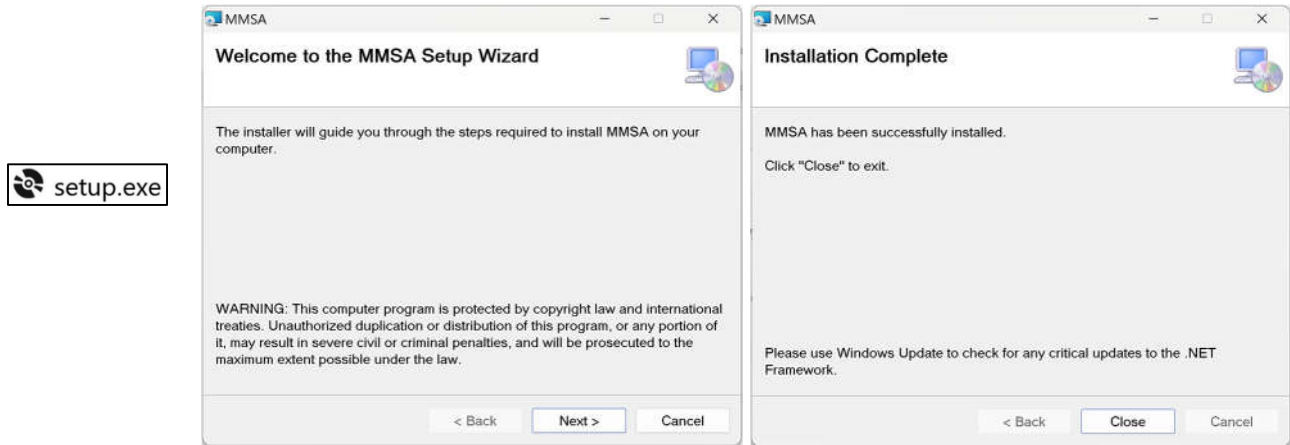 setup.exe
MMSA
Welcome to the MMSA Setup Wizard
The installer will guide you through the steps required to install MMSA on your
computer.
WARNING: This computer program is protected by copyright law and international
treaties. Unauthorized duplication or distribution of this program, or any portion of
it, may result in severe civil or criminal penalties, and will be prosecuted to the
maximum extent possible under the law.
< Back Next > Cancel
MMSA
Installation Complete
MMSA has been successfully installed.
Click "Close" to exit.
Please use Windows Update to check for any critical updates to the .NET
Framework.
< Back Close Cancel